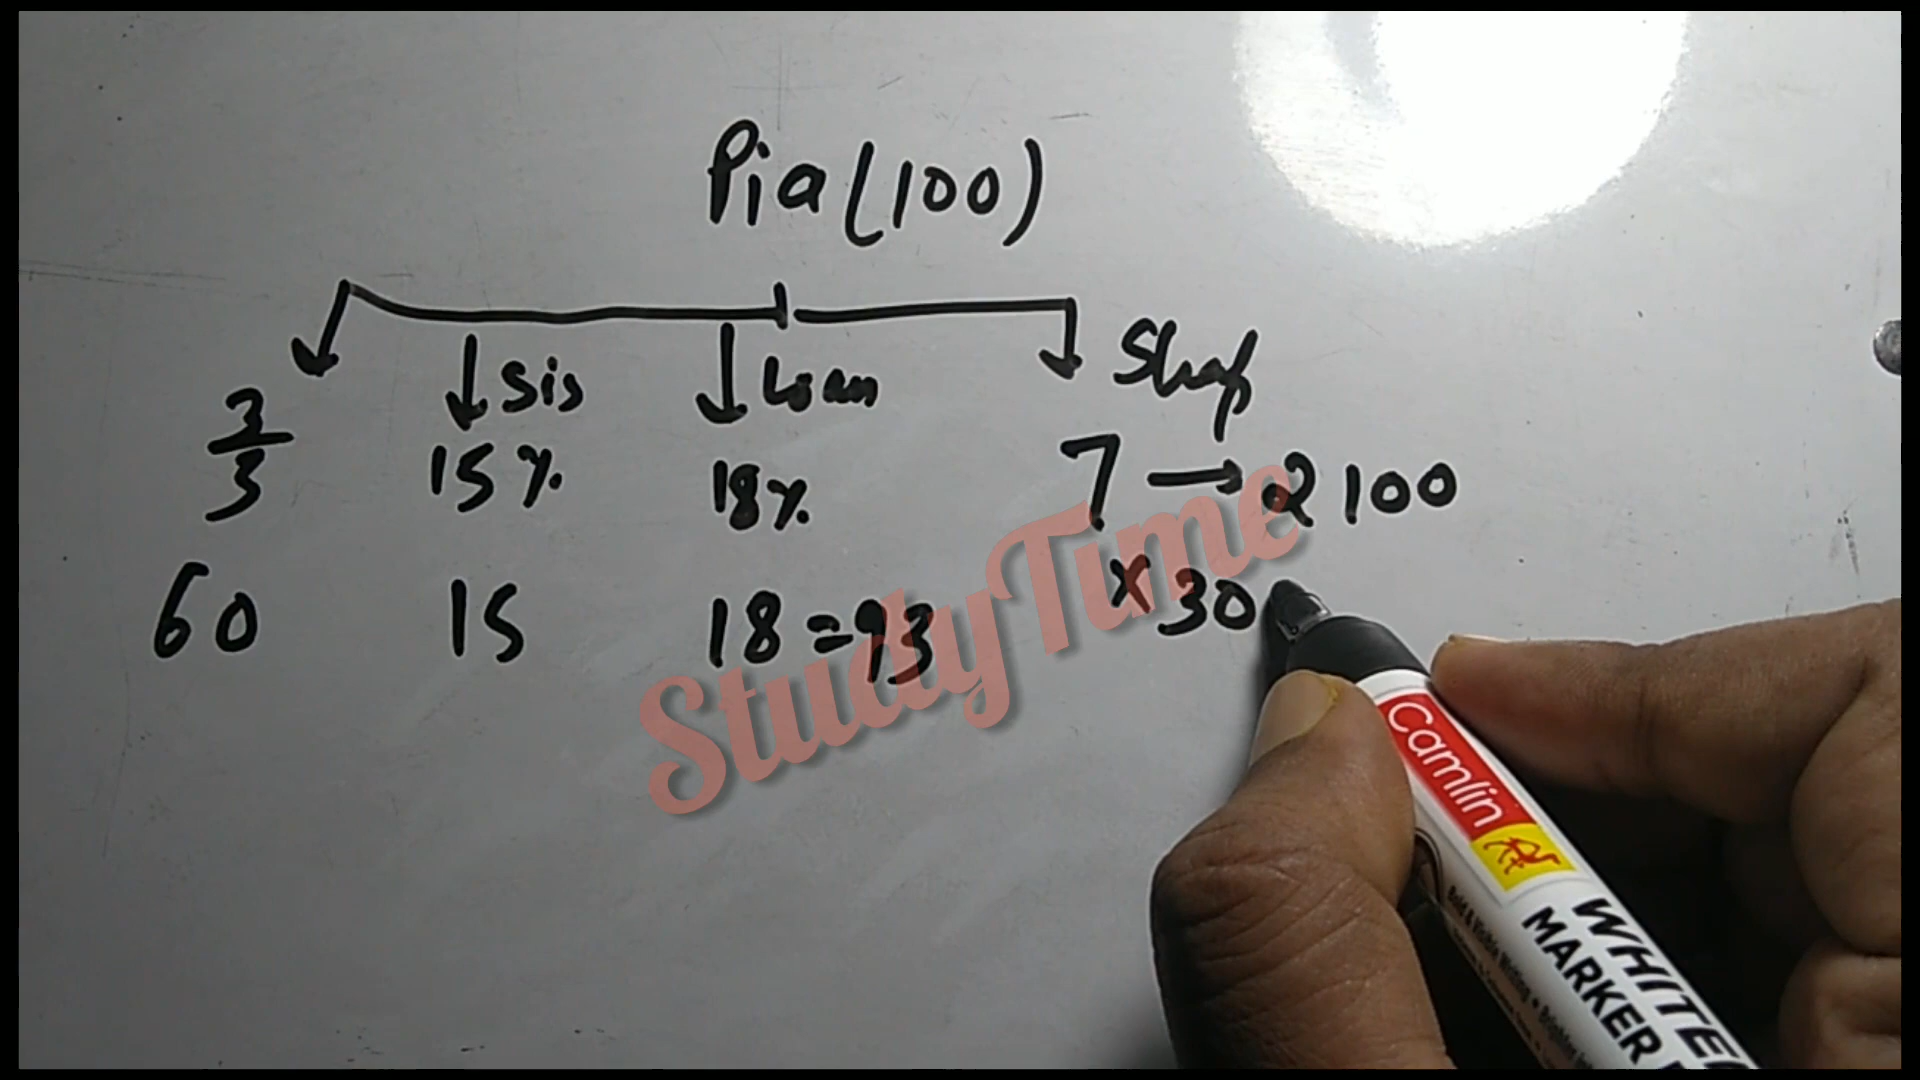 Pia (100)
Sis
Loan
Shop
3
5
15%
18%
7 → 2100
60
15
18 = 93
x 300
StudyTime
Camlin
WHITE
MARKER